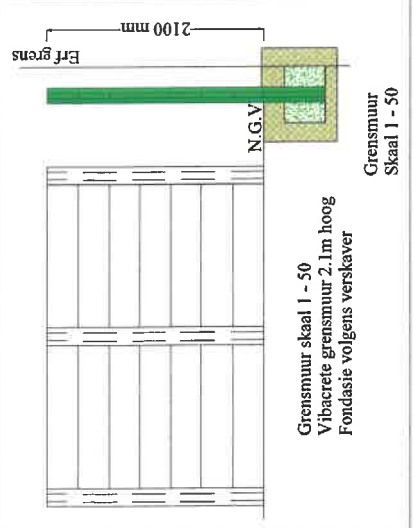 2100 mm
Erf grens
N.G.V
Grensmuur skaal 1 - 50
Vibacrete grensmuur 2.1m hoog
Fondasie volgens verskaver
Grensmuur
Skaal 1 - 50